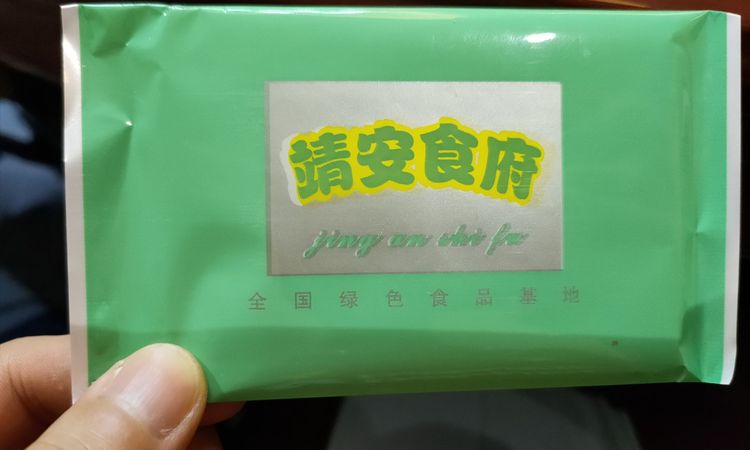 靖安食府
jing an shi fu
全国绿色食品基地